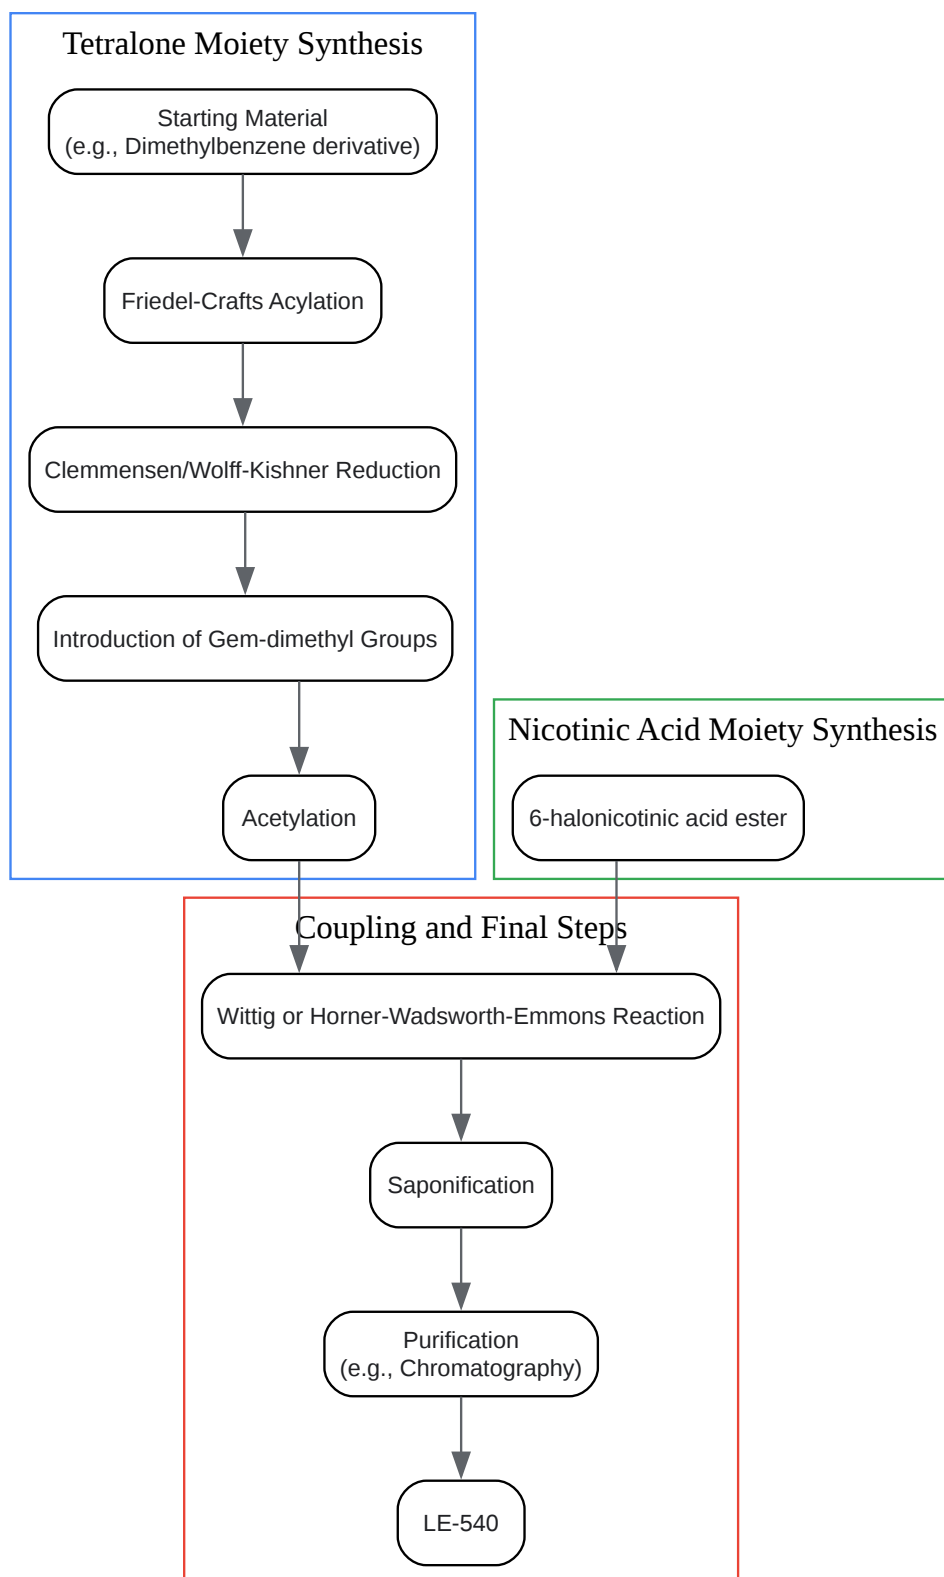 Tetralone Moiety Synthesis
Starting Material
(e.g., Dimethylbenzene derivative)
Friedel-Crafts Acylation
Clemmensen/Wolff-Kishner Reduction
Introduction of Gem-dimethyl Groups
Acetylation
Nicotinic Acid Moiety Synthesis
6-halonicotinic acid ester
Coupling and Final Steps
Wittig or Horner-Wadsworth-Emmons Reaction
Saponification
Purification
(e.g., Chromatography)
LE-540